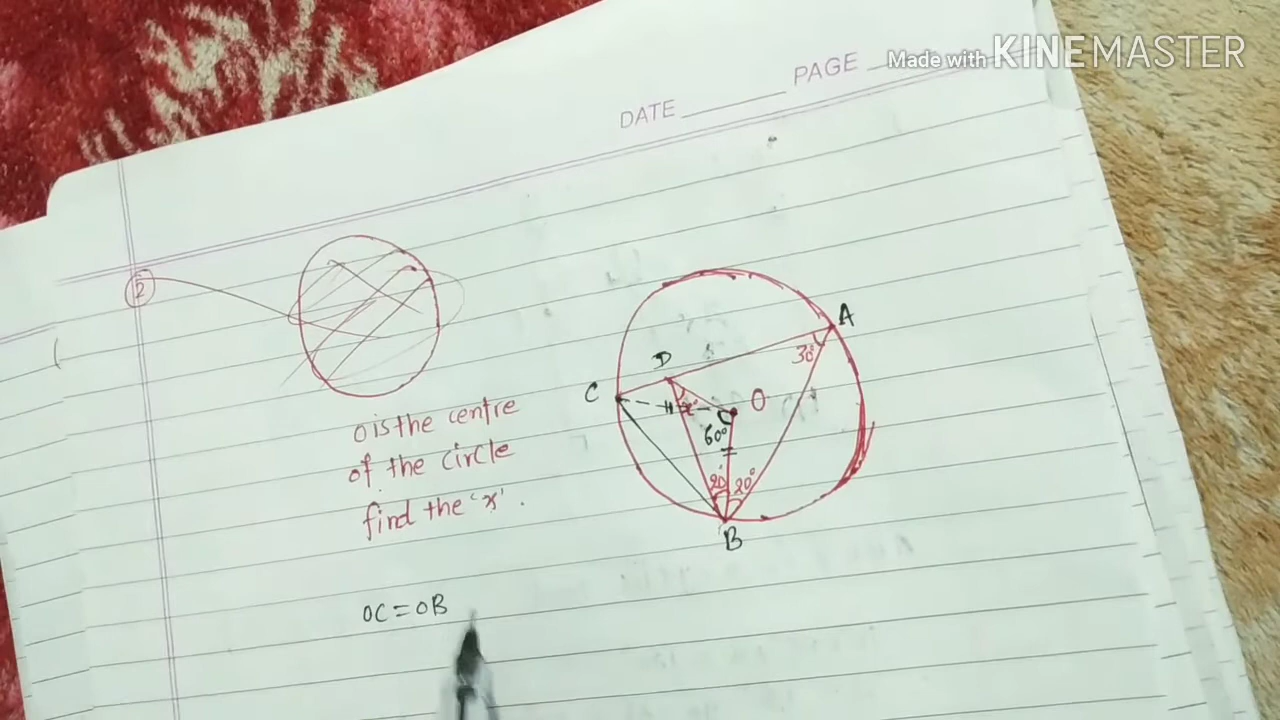 Made with KINEMASTER
DATE PAGE
2
A
30°
D
C
x°
O
60°
20°
20°
B
O is the centre
of the circle
find the 'x'.
OC = OB